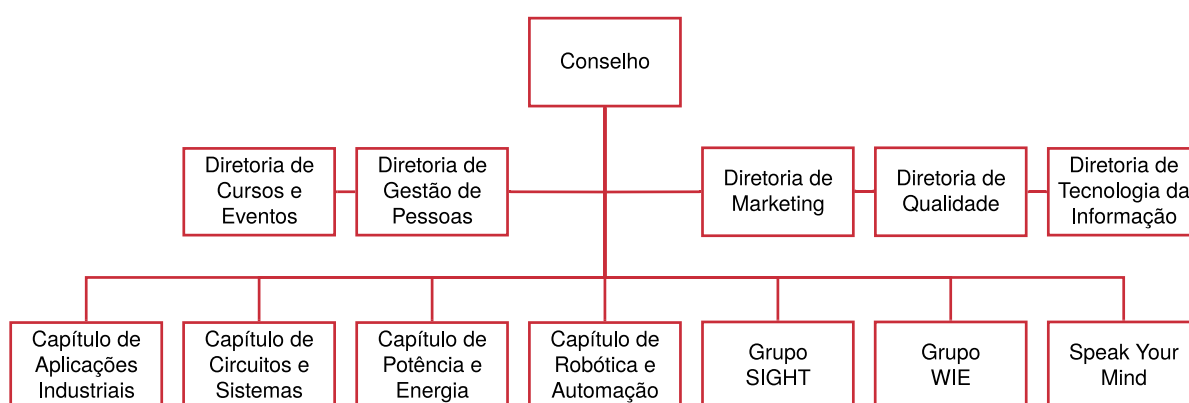 Conselho
Diretoria de
Cursos e
Eventos
Diretoria de
Gestão de
Pessoas
Diretoria de
Marketing
Diretoria de
Qualidade
Diretoria de
Tecnologia da
Informação
Capítulo de
Aplicações
Industriais
Capítulo de
Circuitos e
Sistemas
Capítulo de
Potência e
Energia
Capítulo de
Robótica e
Automação
Grupo
SIGHT
Grupo
WIE
Speak Your
Mind